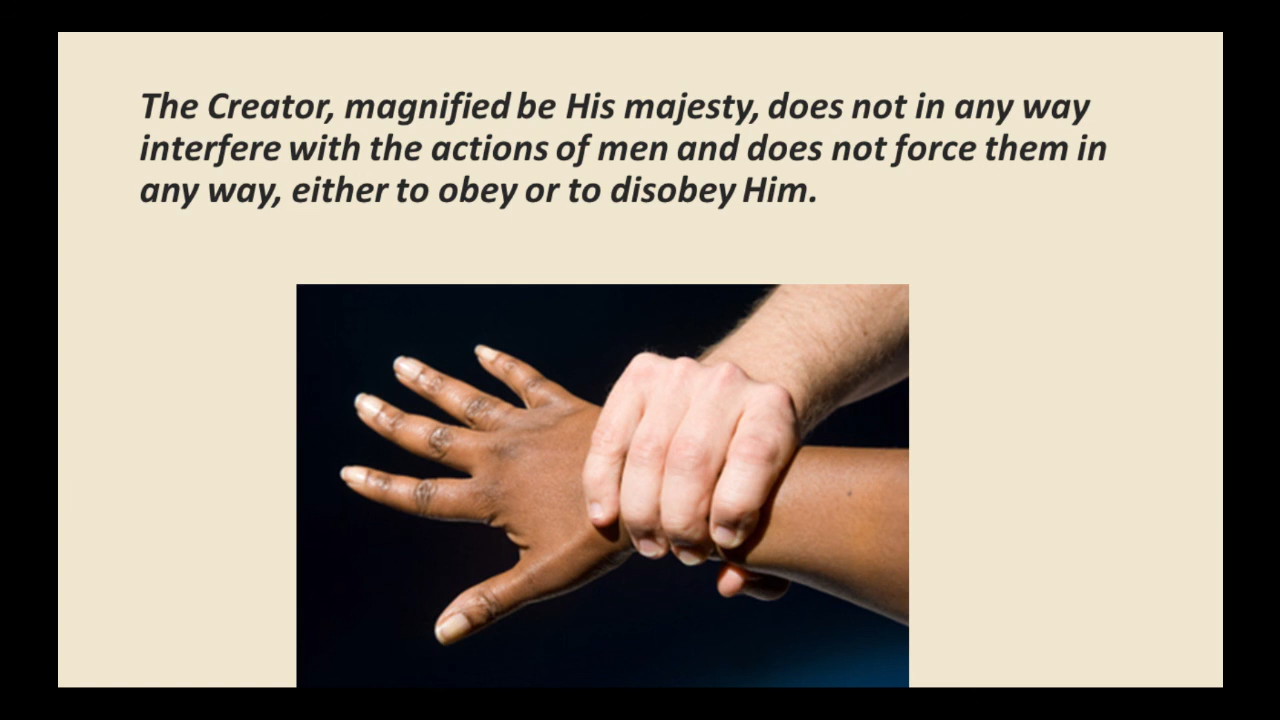 The Creator, magnified be His majesty, does not in any way
interfere with the actions of men and does not force them in
any way, either to obey or to disobey Him.